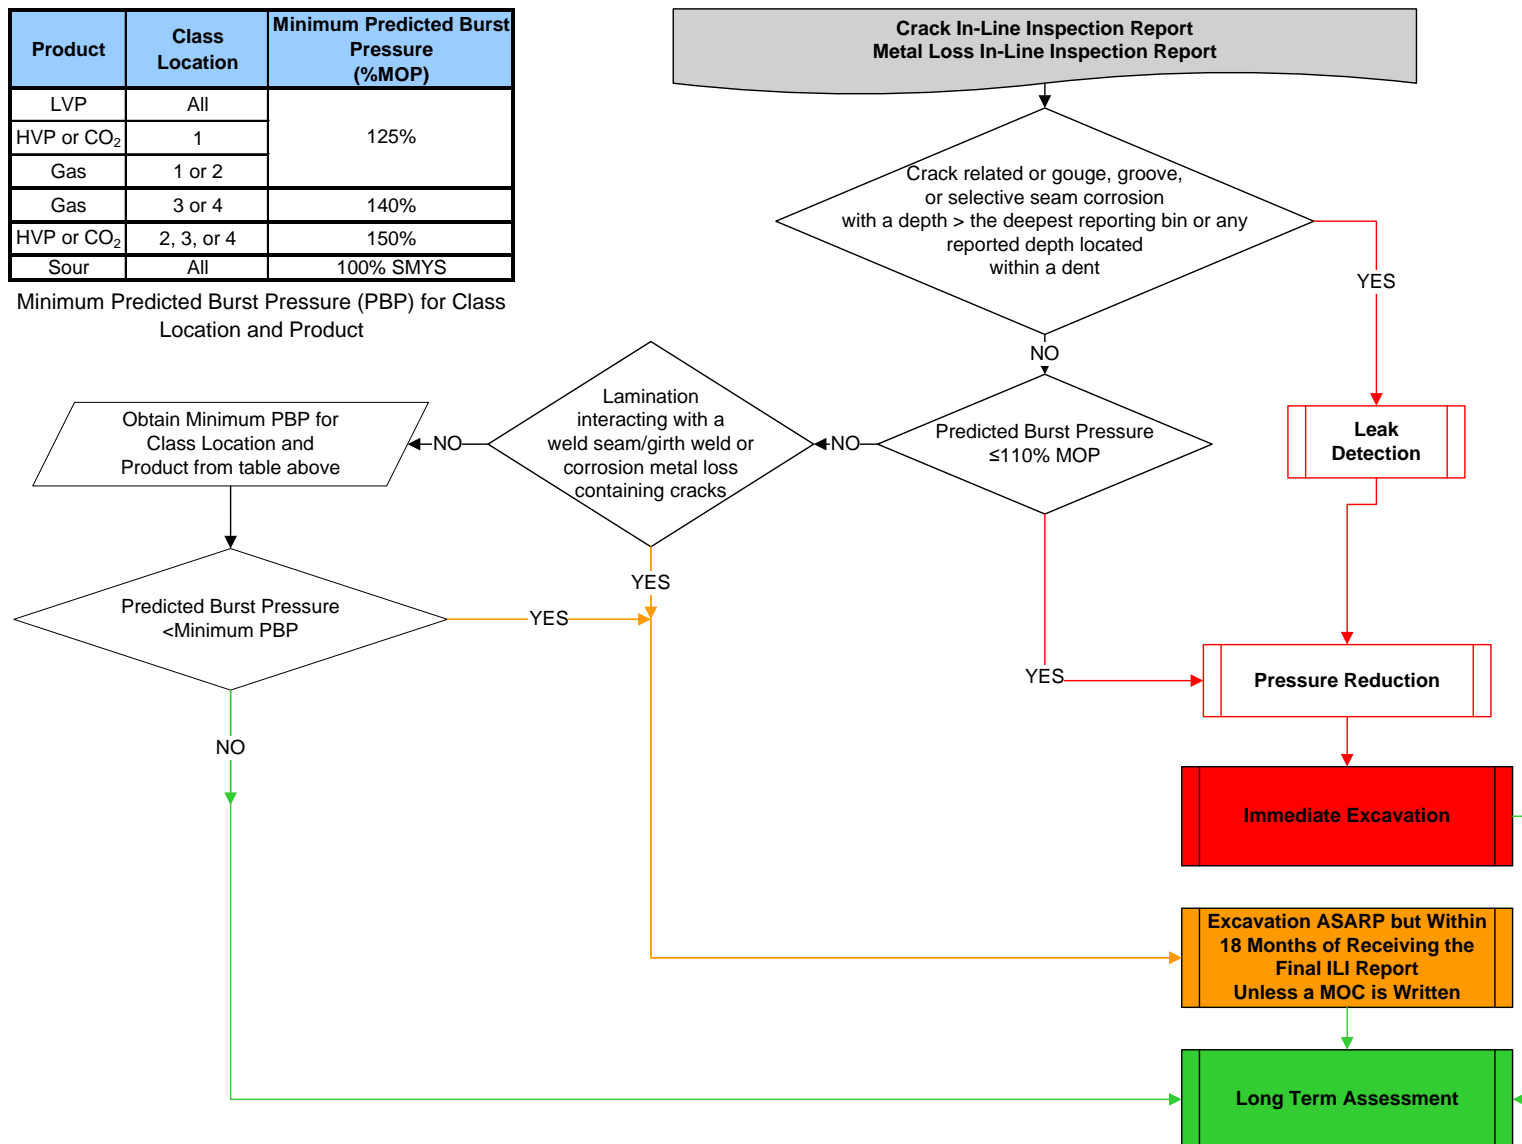 Product Class Location Minimum Predicted Burst Pressure (%MOP)
LVP All 125%
HVP or CO₂ 1
Gas 1 or 2
Gas 3 or 4 140%
HVP or CO₂ 2, 3, or 4 150%
Sour All 100% SMYS
Minimum Predicted Burst Pressure (PBP) for Class
Location and Product
Crack In-Line Inspection Report
Metal Loss In-Line Inspection Report
Crack related or gouge, groove,
or selective seam corrosion
with a depth > the deepest reporting bin or any
reported depth located
within a dent
YES
NO
Leak
Detection
Predicted Burst Pressure
≤110% MOP
NO
YES
Lamination
interacting with a
weld seam/girth weld or
corrosion metal loss
containing cracks
NO
YES
Obtain Minimum PBP for
Class Location and
Product from table above
Predicted Burst Pressure
<Minimum PBP
YES
NO
Pressure Reduction
Immediate Excavation
Excavation ASARP but Within
18 Months of Receiving the
Final ILI Report
Unless a MOC is Written
Long Term Assessment